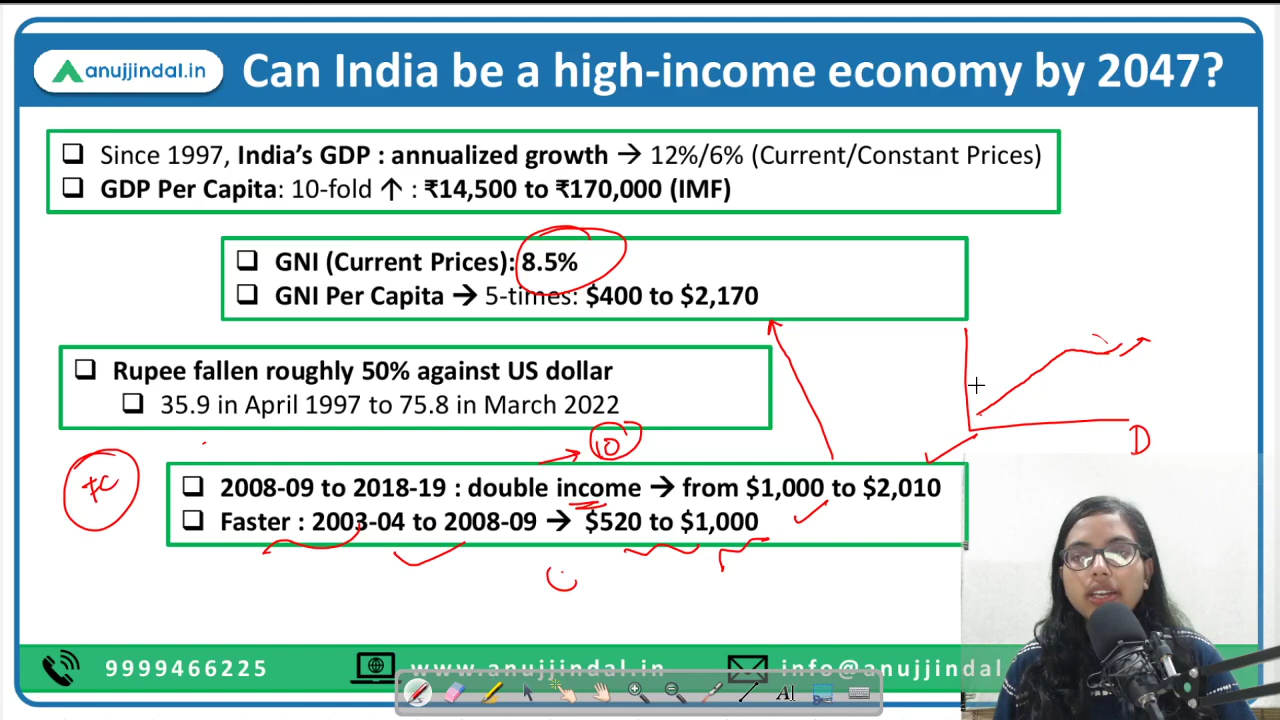 anujjindal.in
Can India be a high-income economy by 2047?
❑ Since 1997, India's GDP : annualized growth → 12%/6% (Current/Constant Prices)
❑ GDP Per Capita: 10-fold ↑ : ₹14,500 to ₹170,000 (IMF)
❑ GNI (Current Prices): 8.5%
❑ GNI Per Capita → 5-times: $400 to $2,170
❑ Rupee fallen roughly 50% against US dollar
❑ 35.9 in April 1997 to 75.8 in March 2022
10
❑ 2008-09 to 2018-19 : double income → from $1,000 to $2,010
❑ Faster : 2003-04 to 2008-09 → $520 to $1,000
D
9999466225
www.anujjindal.in
info@anujjindal
A